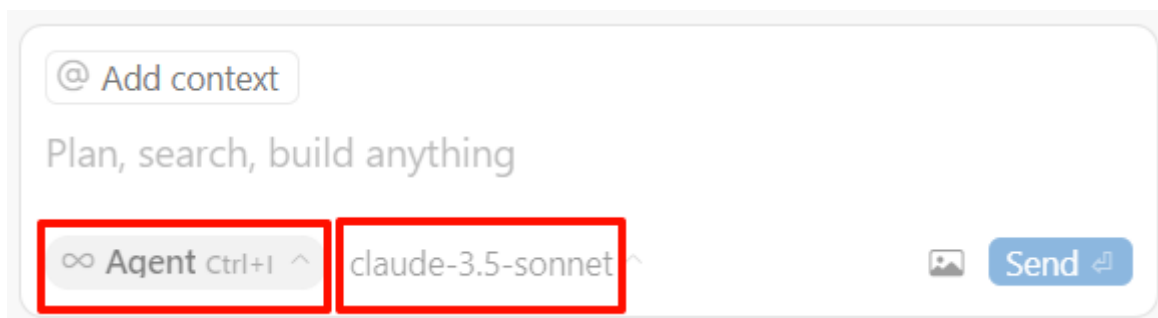 @ Add context
Plan, search, build anything
∞ Agent Ctrl+I ^ claude-3.5-sonnet ^ Send ⏎